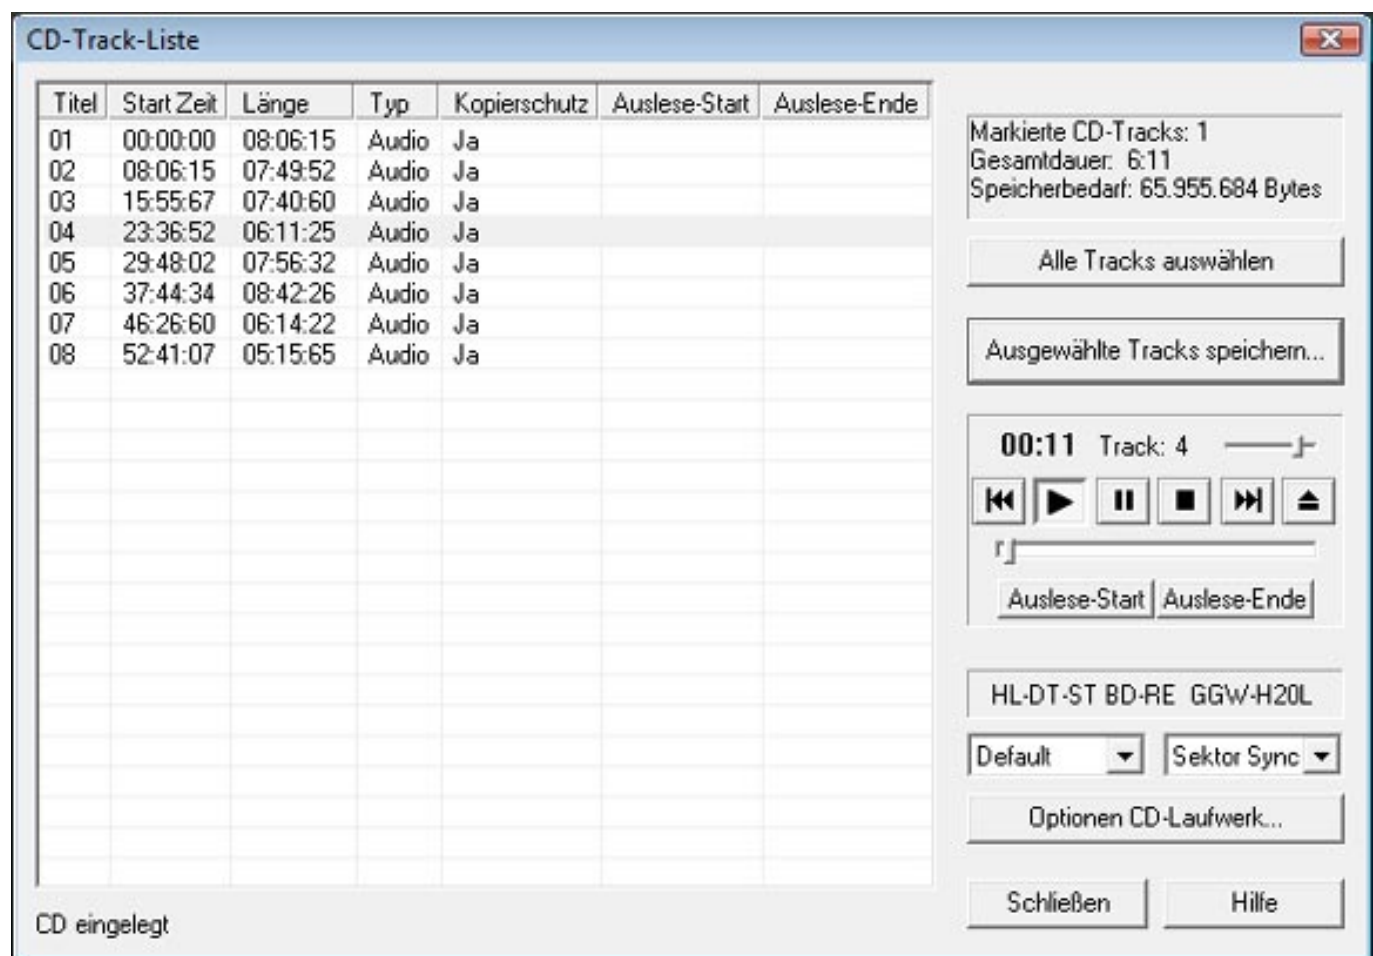 CD-Track-Liste
Titel Start Zeit Länge Typ Kopierschutz Auslese-Start Auslese-Ende
01 00:00:00 08:06:15 Audio Ja
02 08:06:15 07:49:52 Audio Ja
03 15:55:67 07:40:60 Audio Ja
04 23:36:52 06:11:25 Audio Ja
05 29:48:02 07:56:32 Audio Ja
06 37:44:34 08:42:26 Audio Ja
07 46:26:60 06:14:22 Audio Ja
08 52:41:07 05:15:65 Audio Ja
CD eingelegt
Markierte CD-Tracks: 1
Gesamtdauer: 6:11
Speicherbedarf: 65.955.684 Bytes
Alle Tracks auswählen
Ausgewählte Tracks speichern...
00:11 Track: 4
Auslese-Start Auslese-Ende
HL-DT-ST BD-RE GGW-H20L
Default Sektor Sync
Optionen CD-Laufwerk...
Schließen Hilfe